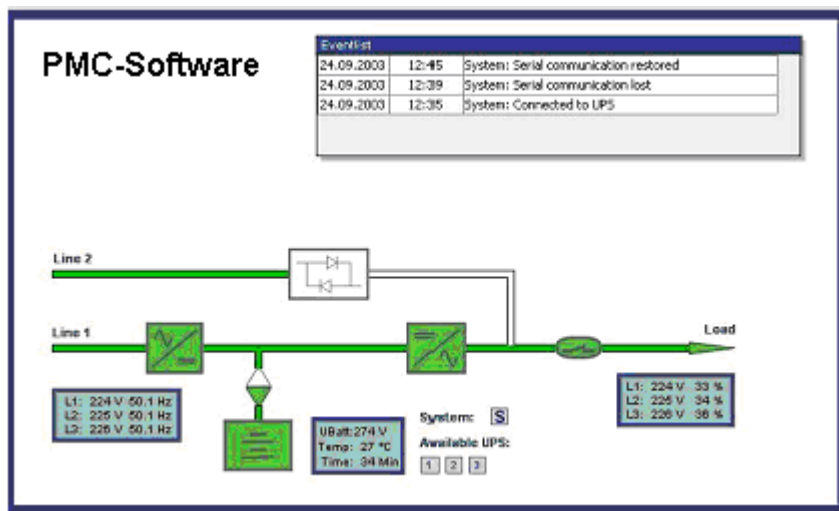 PMC-Software
Eventlist
24.09.2003 12:45 System: Serial communication restored
24.09.2003 12:39 System: Serial communication lost
24.09.2003 12:35 System: Connected to UPS
Line 2
Line 1
Load
L1: 224 V 50.1 Hz
L2: 225 V 50.1 Hz
L3: 226 V 50.1 Hz
UBatt: 274 V
Temp: 27 °C
Time: 34 Min
System: S
Available UPS:
1 2 3
L1: 224 V 33 %
L2: 225 V 34 %
L3: 226 V 36 %